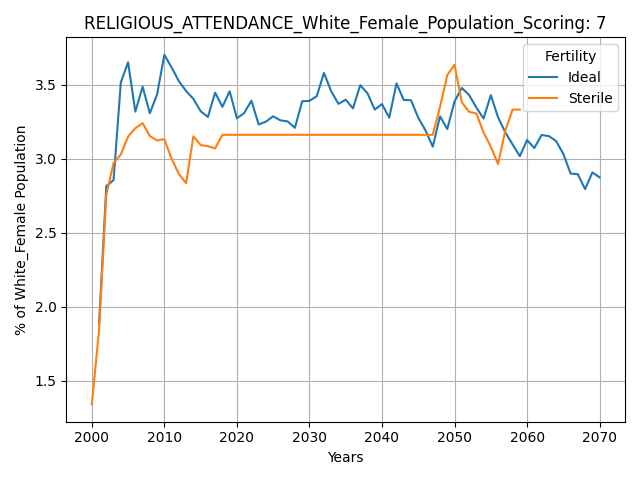 RELIGIOUS_ATTENDANCE_White_Female_Population_Scoring: 7
Fertility
Ideal
Sterile
% of White_Female Population
3.5
3.0
2.5
2.0
1.5
2000 2010 2020 2030 2040 2050 2060 2070
Years